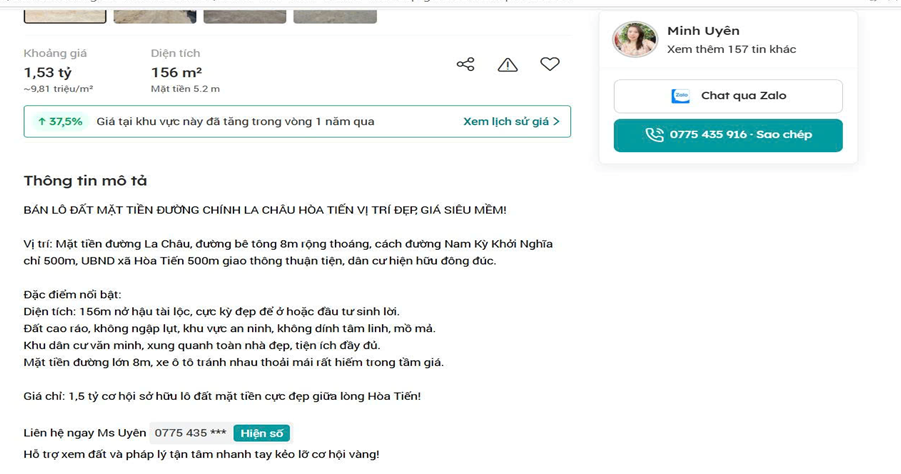 Khoảng giá
Diện tích
1,53 tỷ
156 m²
~9,81 triệu/m²
Mặt tiền 5.2 m
37,5%
Giá tại khu vực này đã tăng trong vòng 1 năm qua
Xem lịch sử giá >
Minh Uyên
Xem thêm 157 tin khác
Zalo
Chat qua Zalo
0775 435 916 - Sao chép
Thông tin mô tả
BÁN LÔ ĐẤT MẶT TIỀN ĐƯỜNG CHÍNH LA CHÂU HÒA TIẾN VỊ TRÍ ĐẸP, GIÁ SIÊU MỀM!
Vị trí: Mặt tiền đường La Châu, đường bê tông 8m rộng thoáng, cách đường Nam Kỳ Khởi Nghĩa
chỉ 500m, UBND xã Hòa Tiến 500m giao thông thuận tiện, dân cư hiện hữu đông đúc.
Đặc điểm nổi bật:
Diện tích: 156m nở hậu tài lộc, cực kỳ đẹp để ở hoặc đầu tư sinh lời.
Đất cao ráo, không ngập lụt, khu vực an ninh, không dính tâm linh, mồ mả.
Khu dân cư văn minh, xung quanh toàn nhà đẹp, tiện ích đầy đủ.
Mặt tiền đường lớn 8m, xe ô tô tránh nhau thoải mái rất hiếm trong tầm giá.
Giá chỉ: 1,5 tỷ cơ hội sở hữu lô đất mặt tiền cực đẹp giữa lòng Hòa Tiến!
Liên hệ ngay Ms Uyên 0775 435 *** Hiện số
Hỗ trợ xem đất và pháp lý tận tâm nhanh tay kẻo lỡ cơ hội vàng!